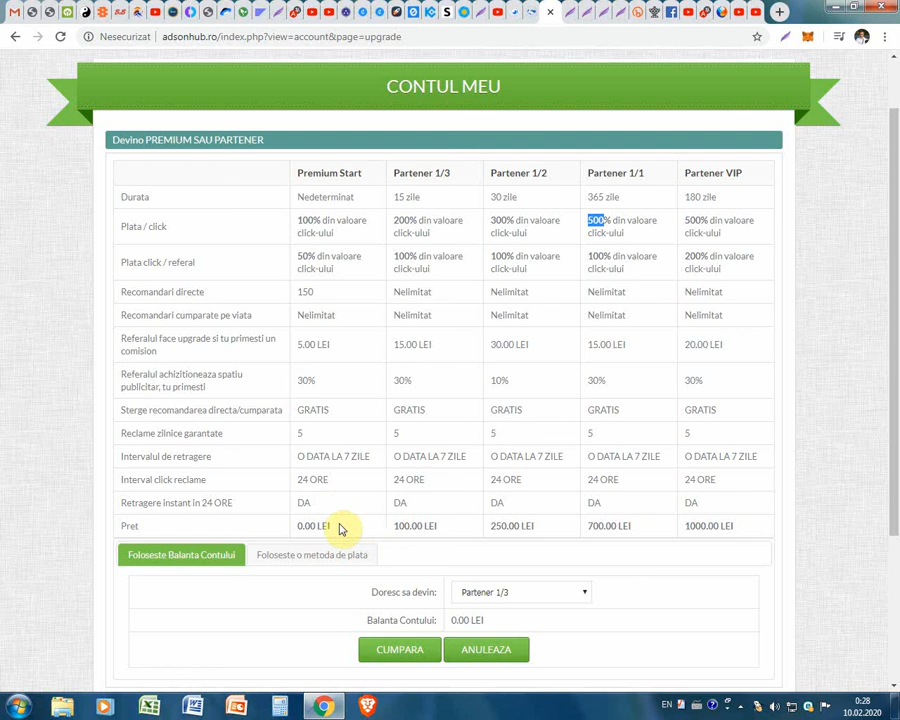 Nesecurizat adsonhub.ro/index.php?view=account&page=upgrade
CONTUL MEU
Devino PREMIUM SAU PARTENER
Premium Start Partener 1/3 Partener 1/2 Partener 1/1 Partener VIP
Durata Nedeterminat 15 zile 30 zile 365 zile 180 zile
Plata / click 100% din valoare click-ului 200% din valoare click-ului 300% din valoare click-ului 500% din valoare click-ului 500% din valoare click-ului
Plata click / referal 50% din valoare click-ului 100% din valoare click-ului 100% din valoare click-ului 100% din valoare click-ului 200% din valoare click-ului
Recomandari directe 150 Nelimitat Nelimitat Nelimitat Nelimitat
Recomandari cumparate pe viata Nelimitat Nelimitat Nelimitat Nelimitat Nelimitat
Referalul face upgrade si tu primesti un comision 5.00 LEI 15.00 LEI 30.00 LEI 15.00 LEI 20.00 LEI
Referalul achizitioneaza spatiu publicitar, tu primesti 30% 30% 10% 30% 30%
Sterge recomandarea directa/cumparata GRATIS GRATIS GRATIS GRATIS GRATIS
Reclame zilnice garantate 5 5 5 5 5
Intervalul de retragere O DATA LA 7 ZILE O DATA LA 7 ZILE O DATA LA 7 ZILE O DATA LA 7 ZILE O DATA LA 7 ZILE
Interval click reclame 24 ORE 24 ORE 24 ORE 24 ORE 24 ORE
Retragere instant in 24 ORE DA DA DA DA DA
Pret 0.00 LEI 100.00 LEI 250.00 LEI 700.00 LEI 1000.00 LEI
Foloseste Balanta Contului Foloseste o metoda de plata
Doresc sa devin: Partener 1/3
Balanta Contului: 0.00 LEI
CUMPARA ANULEAZA
EN 0:28
10.02.2020